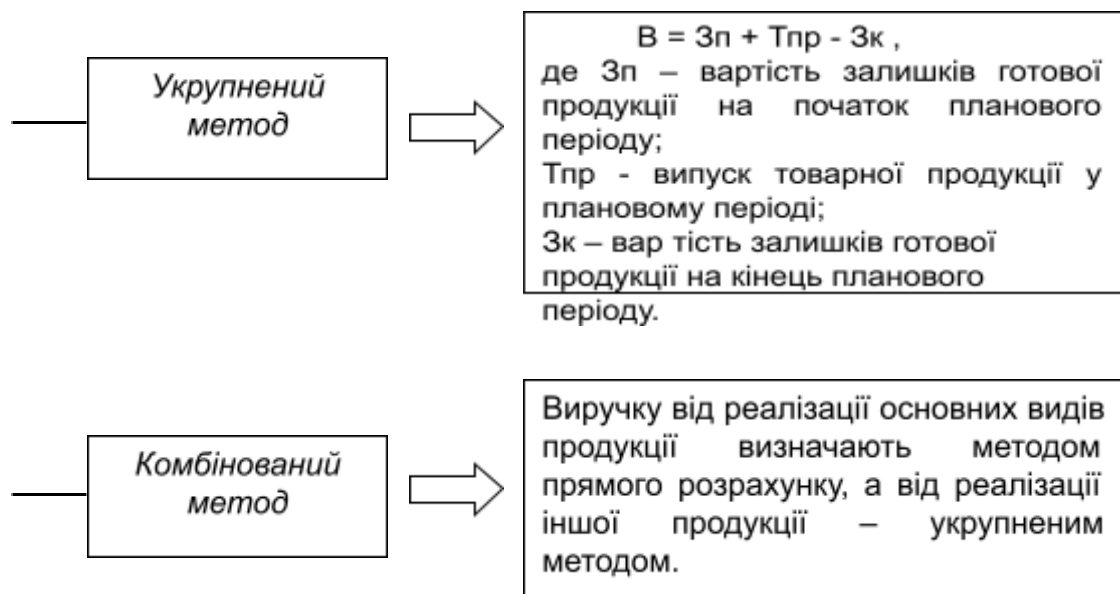 Укрупнений
метод
В = Зп + Тпр - Зк ,
де Зп – вартість залишків готової
продукції на початок планового
періоду;
Тпр - випуск товарної продукції у
плановому періоді;
Зк – вар тість залишків готової
продукції на кінець планового
періоду.
Комбінований
метод
Виручку від реалізації основних видів
продукції визначають методом
прямого розрахунку, а від реалізації
іншої продукції – укрупненим
методом.